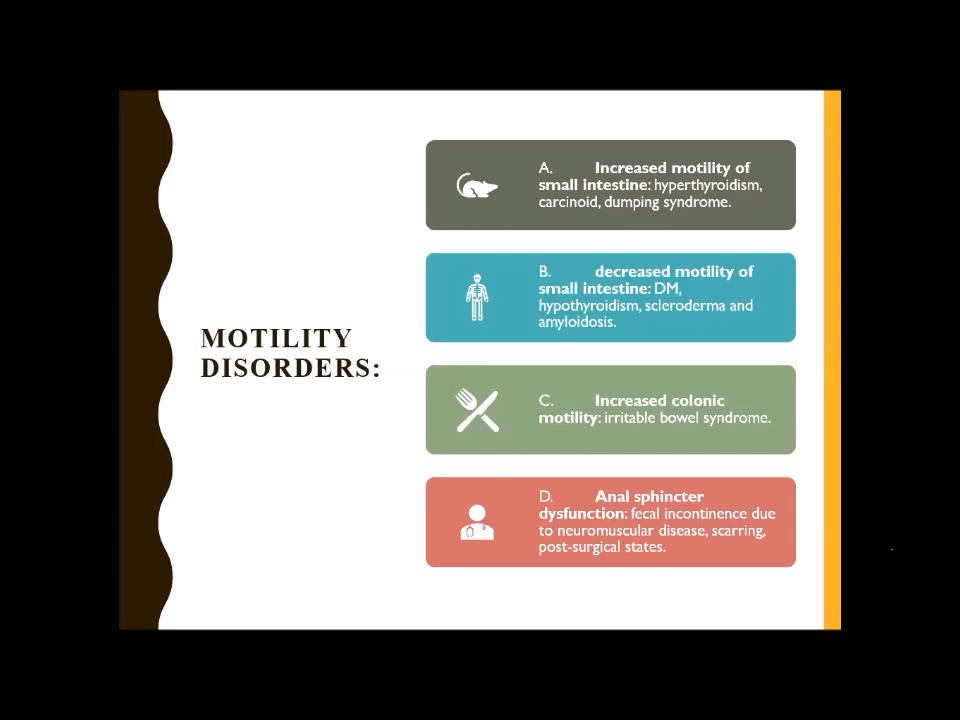 MOTILITY
DISORDERS:
A. Increased motility of
small intestine: hyperthyroidism,
carcinoid, dumping syndrome.
B. decreased motility of
small intestine: DM,
hypothyroidism, scleroderma and
amyloidosis.
C. Increased colonic
motility: irritable bowel syndrome.
D. Anal sphincter
dysfunction: fecal incontinence due
to neuromuscular disease, scarring,
post-surgical states.